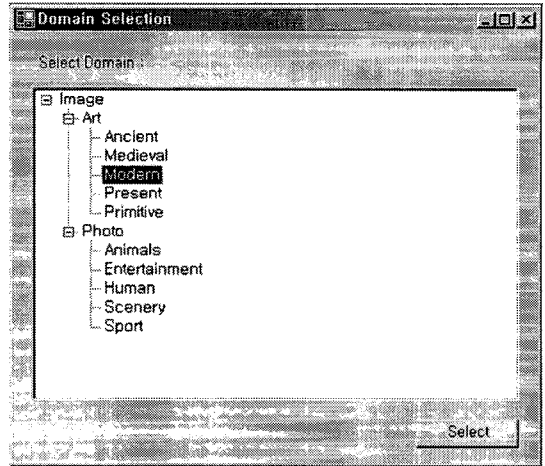 Domain Selection
Select Domain :
Image
Art
Ancient
Medieval
Modern
Present
Primitive
Photo
Animals
Entertainment
Human
Scenery
Sport
Select